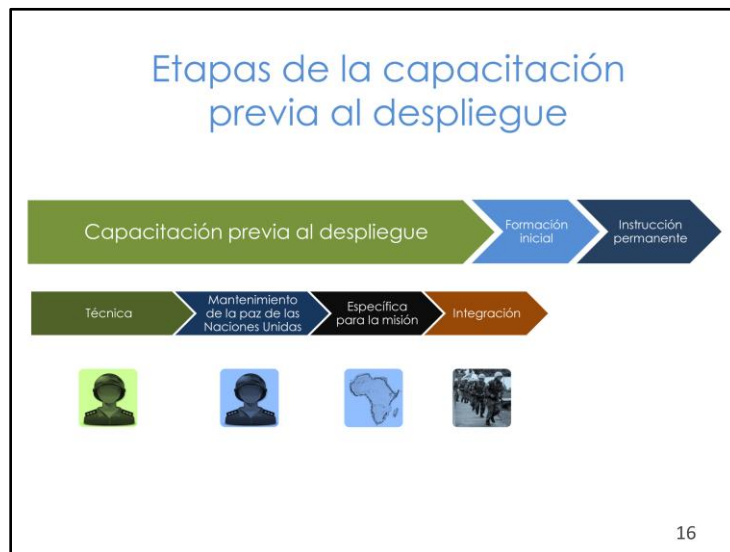 Etapas de la capacitación
previa al despliegue
Capacitación previa al despliegue
Formación
inicial
Instrucción
permanente
Técnica
Mantenimiento
de la paz de las
Naciones Unidas
Específica
para la misión
Integración
16